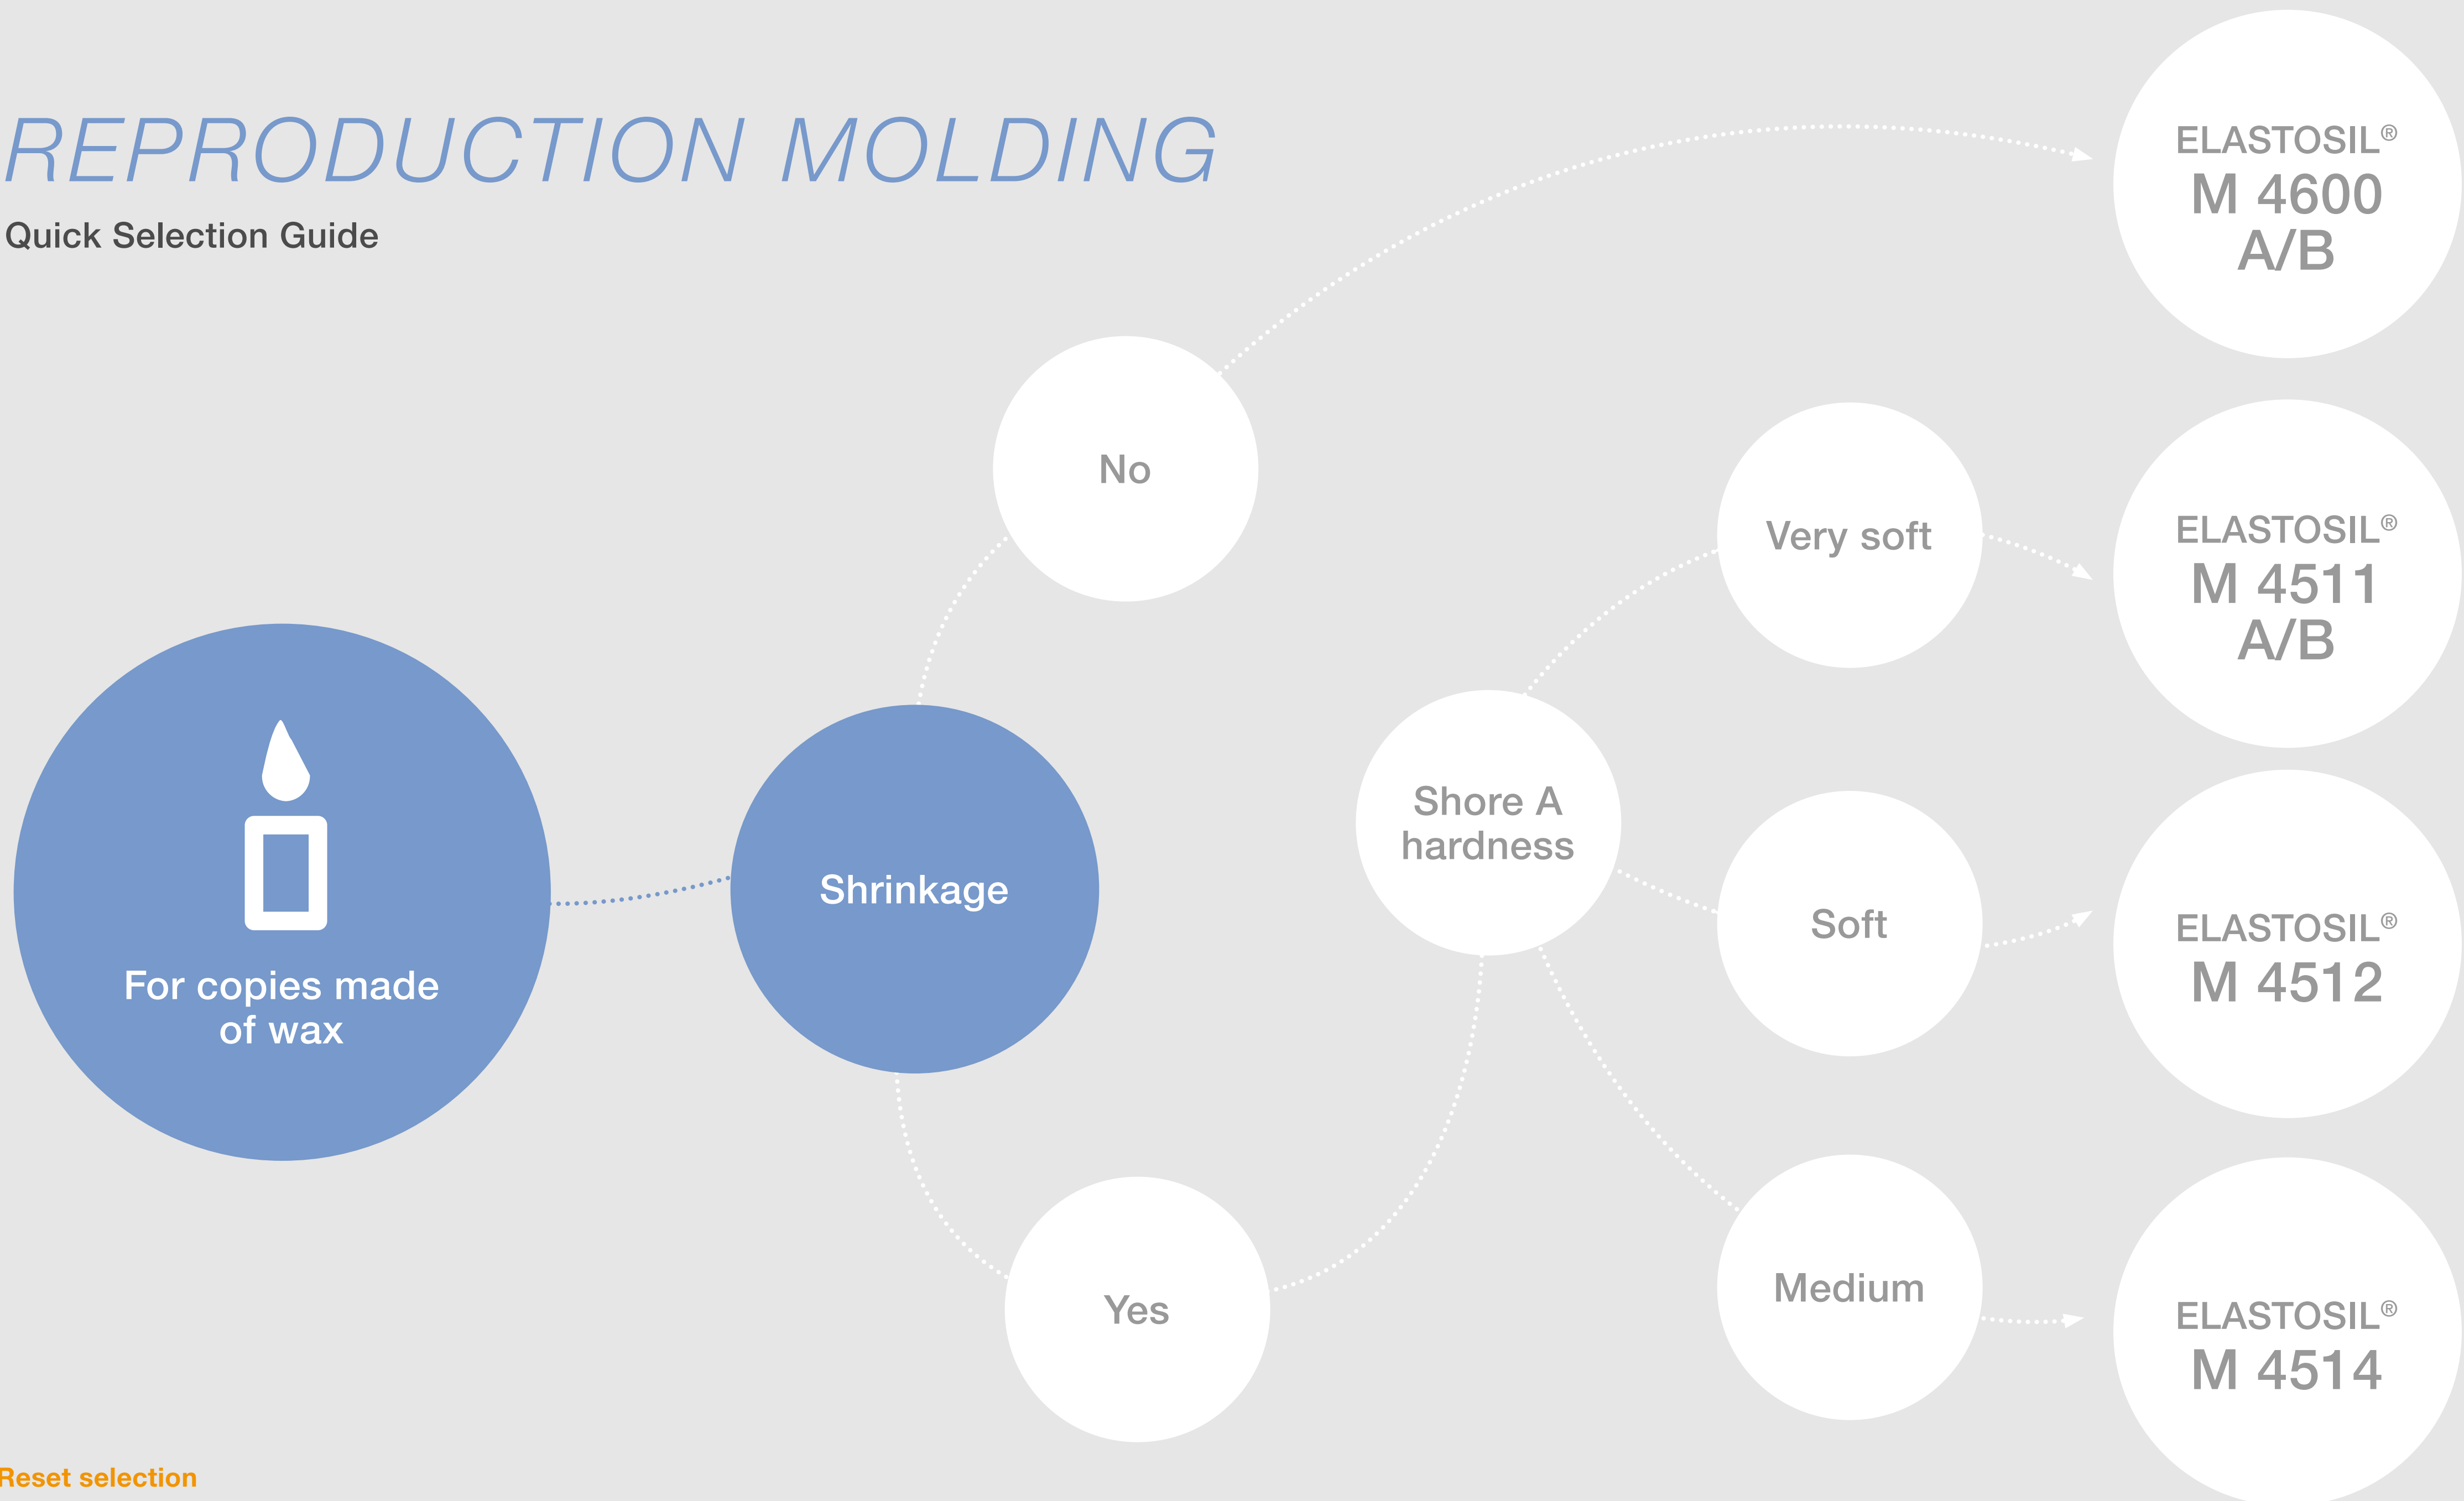 REPRODUCTION MOLDING
Quick Selection Guide
For copies made
of wax
Shrinkage
No
Yes
Shore A
hardness
Very soft
Soft
Medium
ELASTOSIL®
M 4600
A/B
ELASTOSIL®
M 4511
A/B
ELASTOSIL®
M 4512
ELASTOSIL®
M 4514
Reset selection